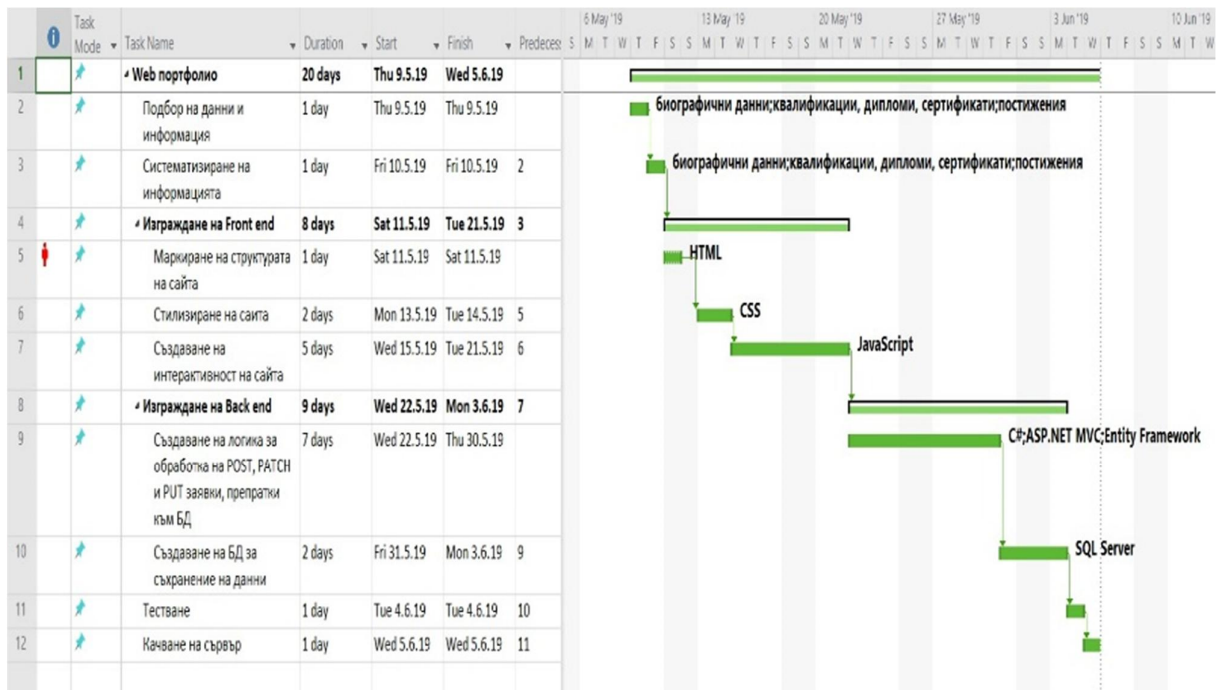 Task
Mode Task Name Duration Start Finish Predeces
6 May '19 13 May '19 20 May '19 27 May '19 3 Jun '19 10 Jun '19
S M T W T F S S M T W T F S S M T W T F S S M T W T F S S M T W T F S S M T W
1 Web портфолио 20 days Thu 9.5.19 Wed 5.6.19
2 Подбор на данни и 1 day Thu 9.5.19 Thu 9.5.19 биографични данни;квалификации, дипломи, сертификати;постижения
информация
3 Систематизиране на 1 day Fri 10.5.19 Fri 10.5.19 2 биографични данни;квалификации, дипломи, сертификати;постижения
информацията
4 Изграждане на Front end 8 days Sat 11.5.19 Tue 21.5.19 3
5 Маркиране на структурата 1 day Sat 11.5.19 Sat 11.5.19 HTML
на сайта
6 Стилизиране на сайта 2 days Mon 13.5.19 Tue 14.5.19 5 CSS
7 Създаване на 5 days Wed 15.5.19 Tue 21.5.19 6 JavaScript
интерактивност на сайта
8 Изграждане на Back end 9 days Wed 22.5.19 Mon 3.6.19 7
9 Създаване на логика за 7 days Wed 22.5.19 Thu 30.5.19 C#;ASP.NET MVC;Entity Framework
обработка на POST, PATCH
и PUT заявки, препратки
към БД
10 Създаване на БД за 2 days Fri 31.5.19 Mon 3.6.19 9 SQL Server
съхранение на данни
11 Тестване 1 day Tue 4.6.19 Tue 4.6.19 10
12 Качване на сървър 1 day Wed 5.6.19 Wed 5.6.19 11